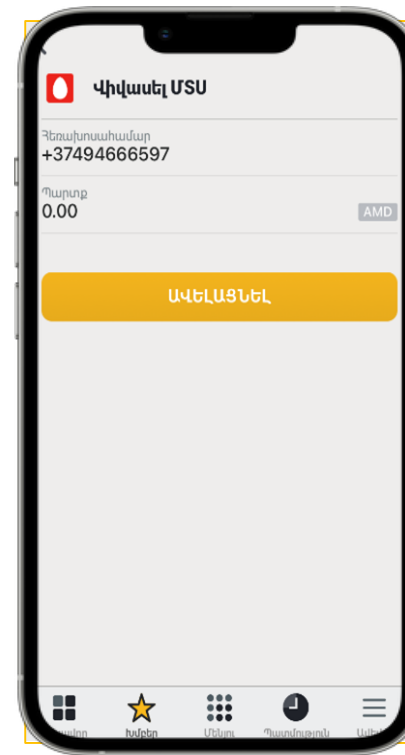 Վիվասել ՄՏՍ
Հեռախոսահամար
+37494666597
Պարտք
0.00
AMD
ԱՎԵԼԱՑՆԵԼ
Խմբեր
Մենյու
Պատմություն